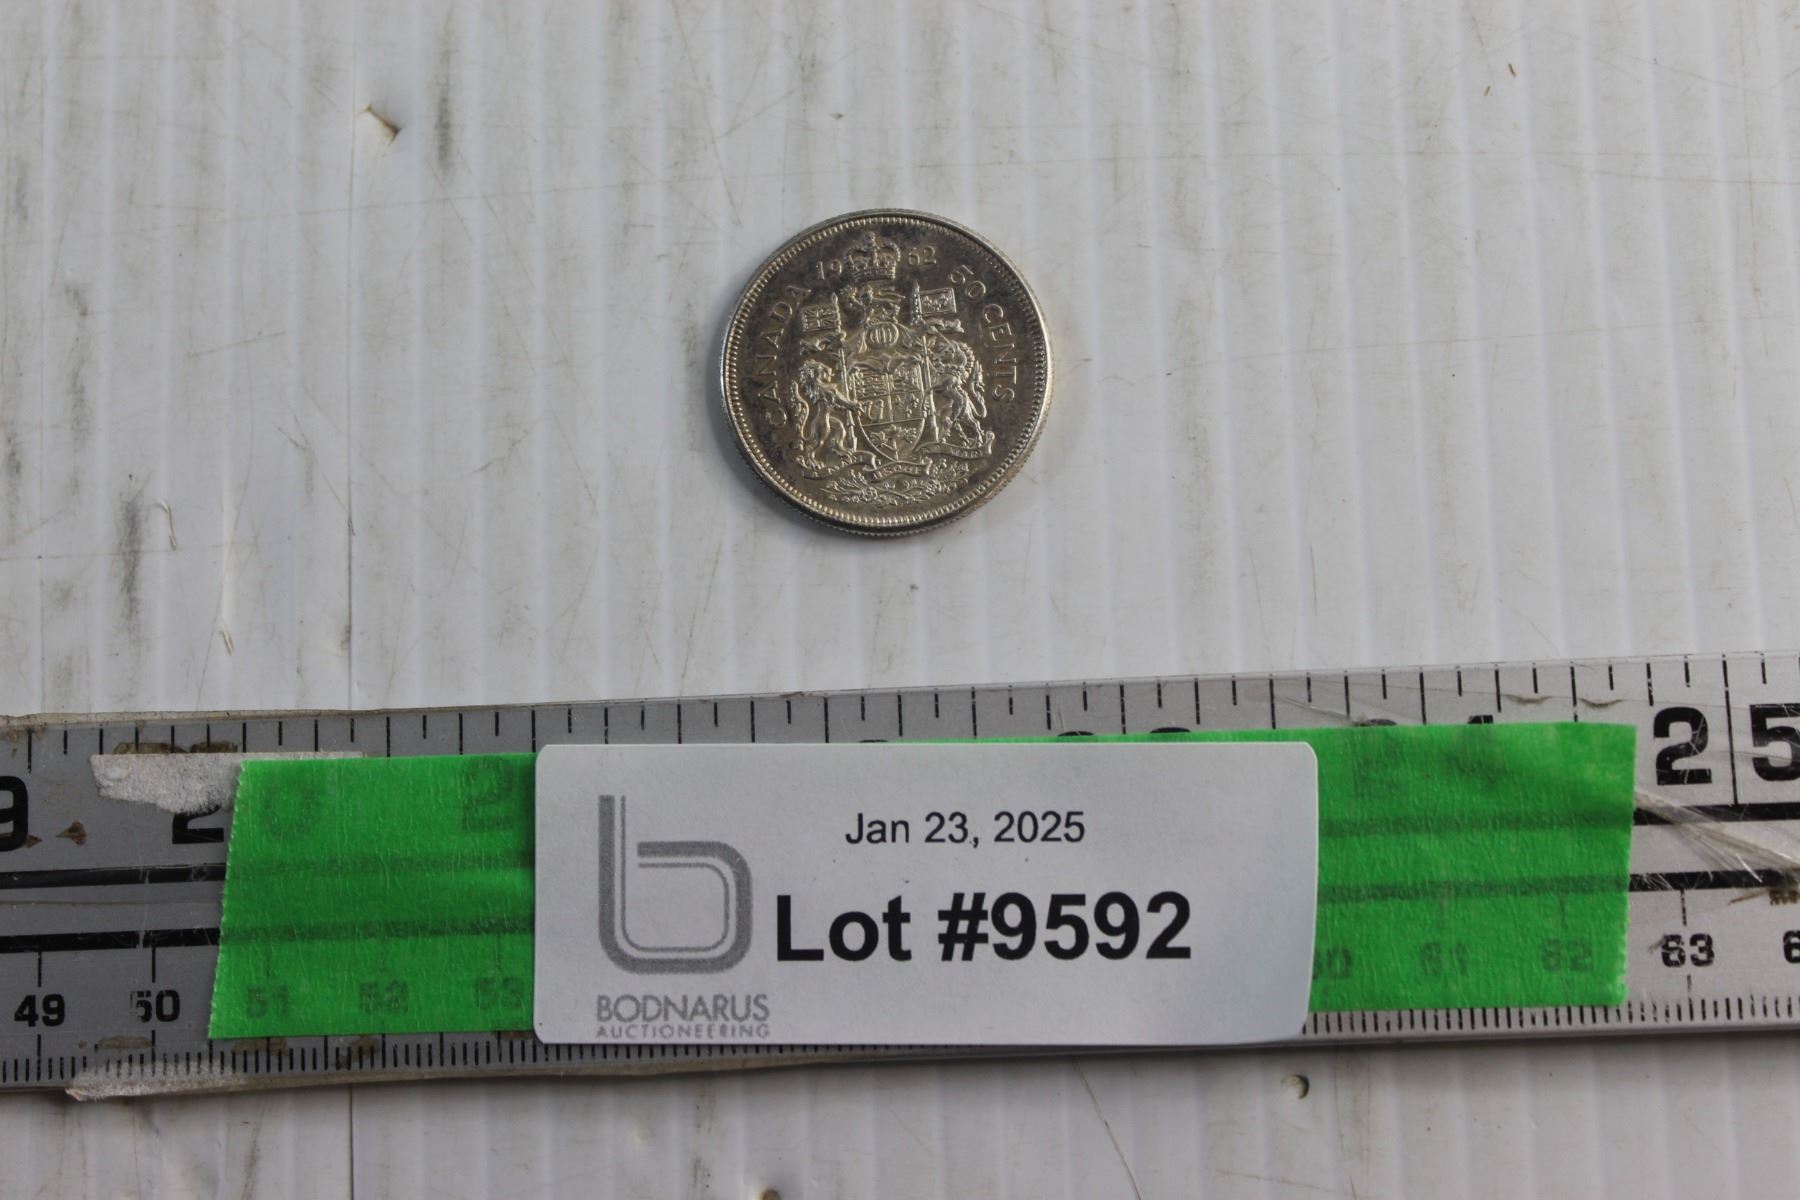 1962
CANADA
50 CENTS
25
49 50 51 52 53 60 61 62 63
Jan 23, 2025
Lot #9592
BODNARUS
AUCTIONEERING